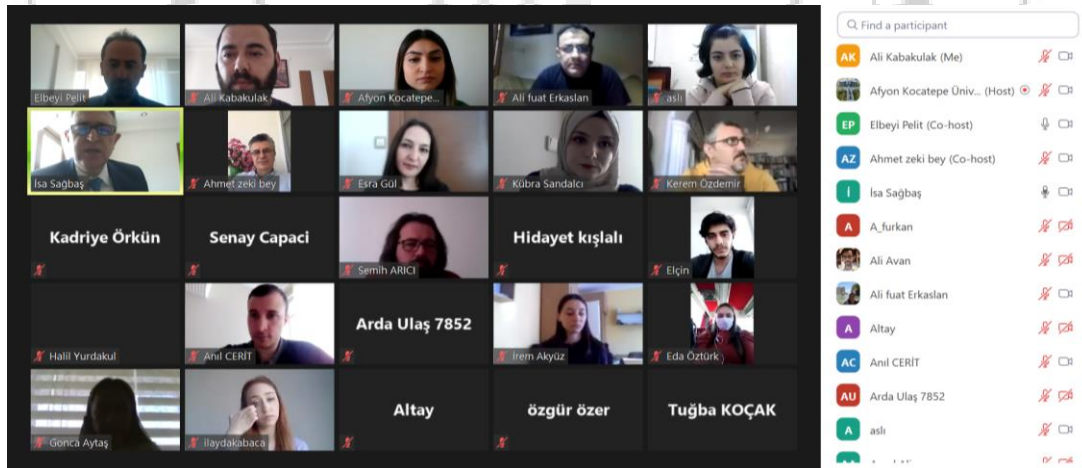 Elbeyi Pelit
Ali Kabakulak
Afyon Kocatepe...
Ali fuat Erkaslan
aslı
İsa Sağbaş
Ahmet zeki bey
Esra Gül
Kübra Sandalcı
Kerem Özdemir
Kadriye Örkün
Senay Capaci
Semih ARICI
Hidayet kışlalı
Elçin
Halil Yurdakul
Anıl CERİT
Arda Ulaş 7852
İrem Akyüz
Eda Öztürk
Gonca Aytaş
ilaydakabaca
Altay
özgür özer
Tuğba KOÇAK
Find a participant
AK Ali Kabakulak (Me)
Afyon Kocatepe Üniv... (Host)
EP Elbeyi Pelit (Co-host)
AZ Ahmet zeki bey (Co-host)
İ İsa Sağbaş
A A_furkan
Ali Avan
Ali fuat Erkaslan
A Altay
AC Anıl CERİT
AU Arda Ulaş 7852
A aslı